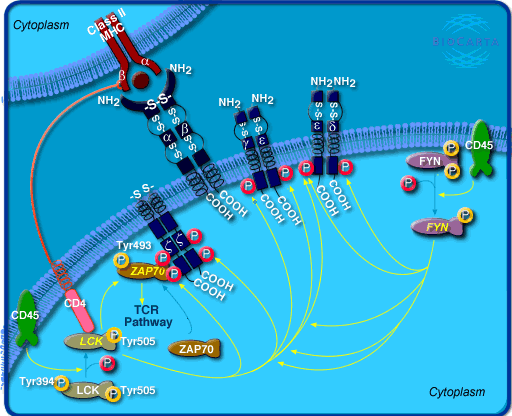 Class II
MHC
Cytoplasm
BIOCARTA
β
α
NH2
NH2
-S-S-
S-S
S-S
α
β
S-S
S-S
NH2
NH2
NH2 NH2
S-S
γ
S-S
ε
S-S
ε
S-S
δ
CD45
P
FYN
P
P
P
P
P
P
COOH
COOH
COOH
COOH
COOH
COOH
-S-S-
P
FYN
Tyr493
P
ZAP70
ζ
ζ
P
P
P
P
COOH
COOH
CD4
TCR
Pathway
CD45
LCK
P
Tyr505
ZAP70
P
Tyr394
P
LCK
P
Tyr505
Cytoplasm